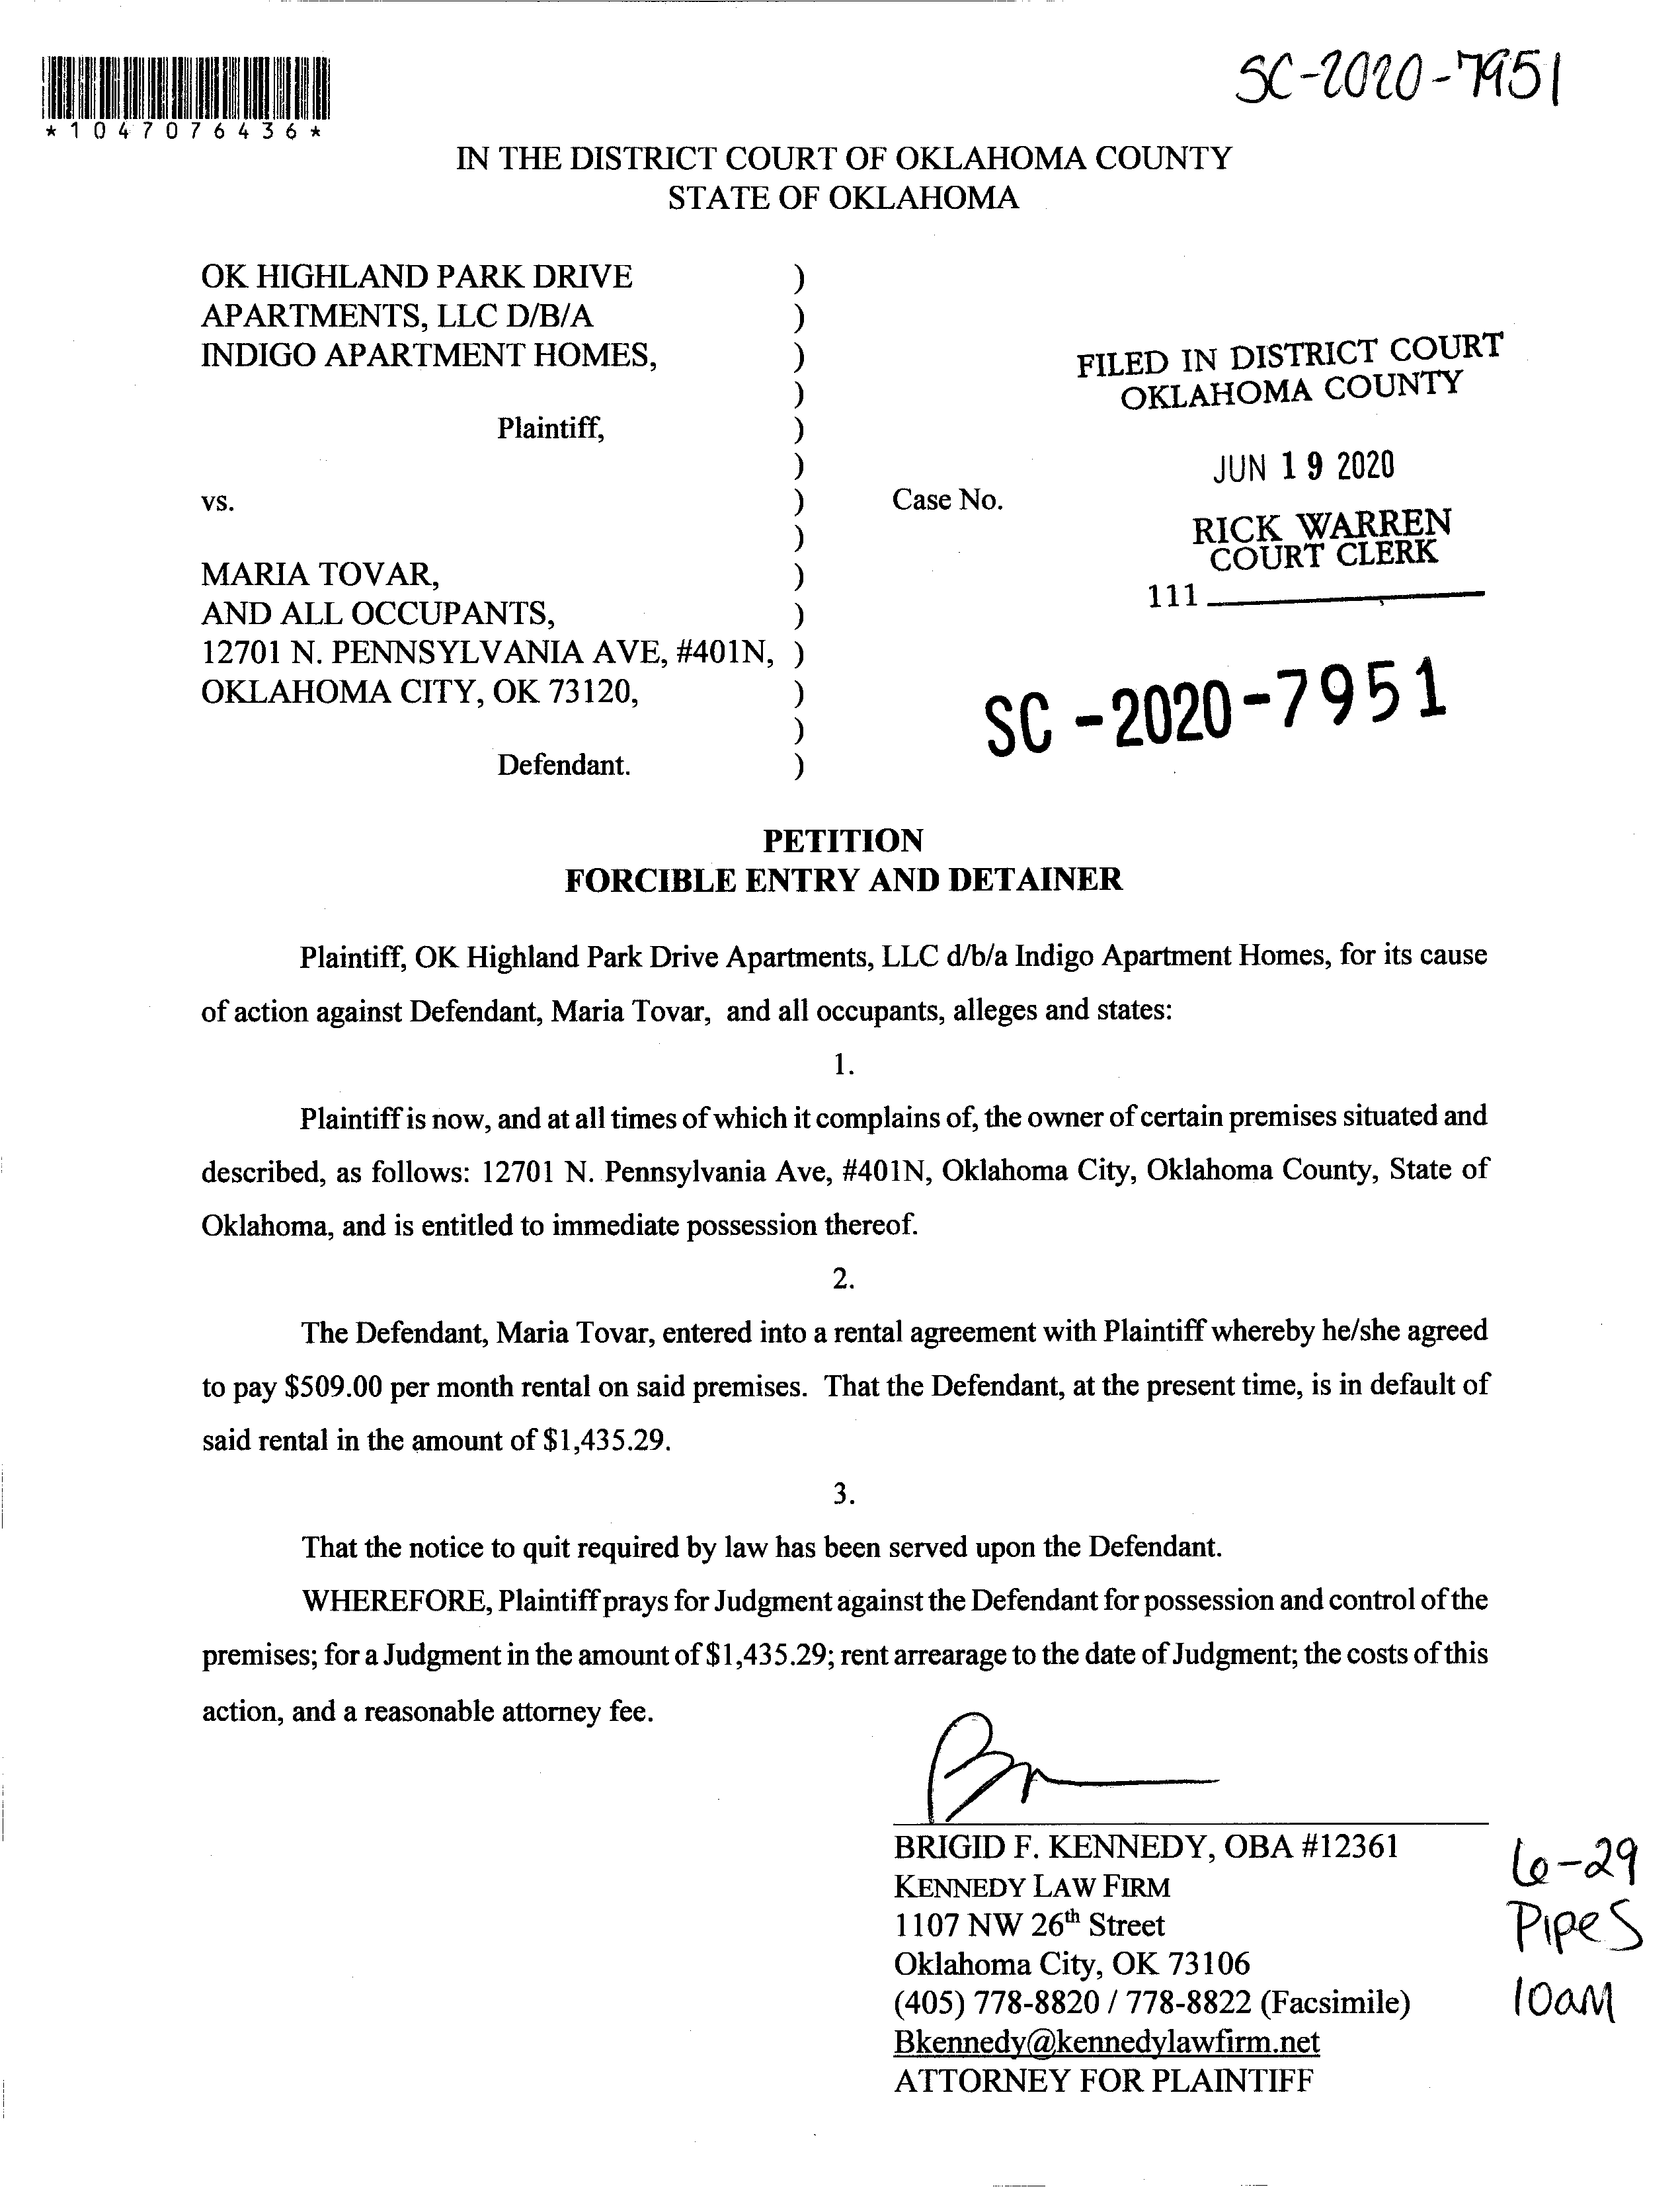 SC-2020-7951
*1047076436*
IN THE DISTRICT COURT OF OKLAHOMA COUNTY
STATE OF OKLAHOMA
OK HIGHLAND PARK DRIVE )
APARTMENTS, LLC D/B/A )
INDIGO APARTMENT HOMES, )
)
Plaintiff, )
)
vs. ) Case No.
)
MARIA TOVAR, )
AND ALL OCCUPANTS, )
12701 N. PENNSYLVANIA AVE, #401N, )
OKLAHOMA CITY, OK 73120, )
)
Defendant. )
FILED IN DISTRICT COURT
OKLAHOMA COUNTY
JUN 19 2020
RICK WARREN
COURT CLERK
111
SC-2020-7951
PETITION
FORCIBLE ENTRY AND DETAINER
Plaintiff, OK Highland Park Drive Apartments, LLC d/b/a Indigo Apartment Homes, for its cause
of action against Defendant, Maria Tovar, and all occupants, alleges and states:
1.
Plaintiff is now, and at all times of which it complains of, the owner of certain premises situated and
described, as follows: 12701 N. Pennsylvania Ave, #401N, Oklahoma City, Oklahoma County, State of
Oklahoma, and is entitled to immediate possession thereof.
2.
The Defendant, Maria Tovar, entered into a rental agreement with Plaintiff whereby he/she agreed
to pay $509.00 per month rental on said premises. That the Defendant, at the present time, is in default of
said rental in the amount of $1,435.29.
3.
That the notice to quit required by law has been served upon the Defendant.
WHEREFORE, Plaintiff prays for Judgment against the Defendant for possession and control of the
premises; for a Judgment in the amount of $1,435.29; rent arrearage to the date of Judgment; the costs of this
action, and a reasonable attorney fee.
BRIGID F. KENNEDY, OBA #12361
KENNEDY LAW FIRM
1107 NW 26th Street
Oklahoma City, OK 73106
(405) 778-8820 / 778-8822 (Facsimile)
Bkennedy@kennedylawfirm.net
ATTORNEY FOR PLAINTIFF
6-29
Pipes
10am